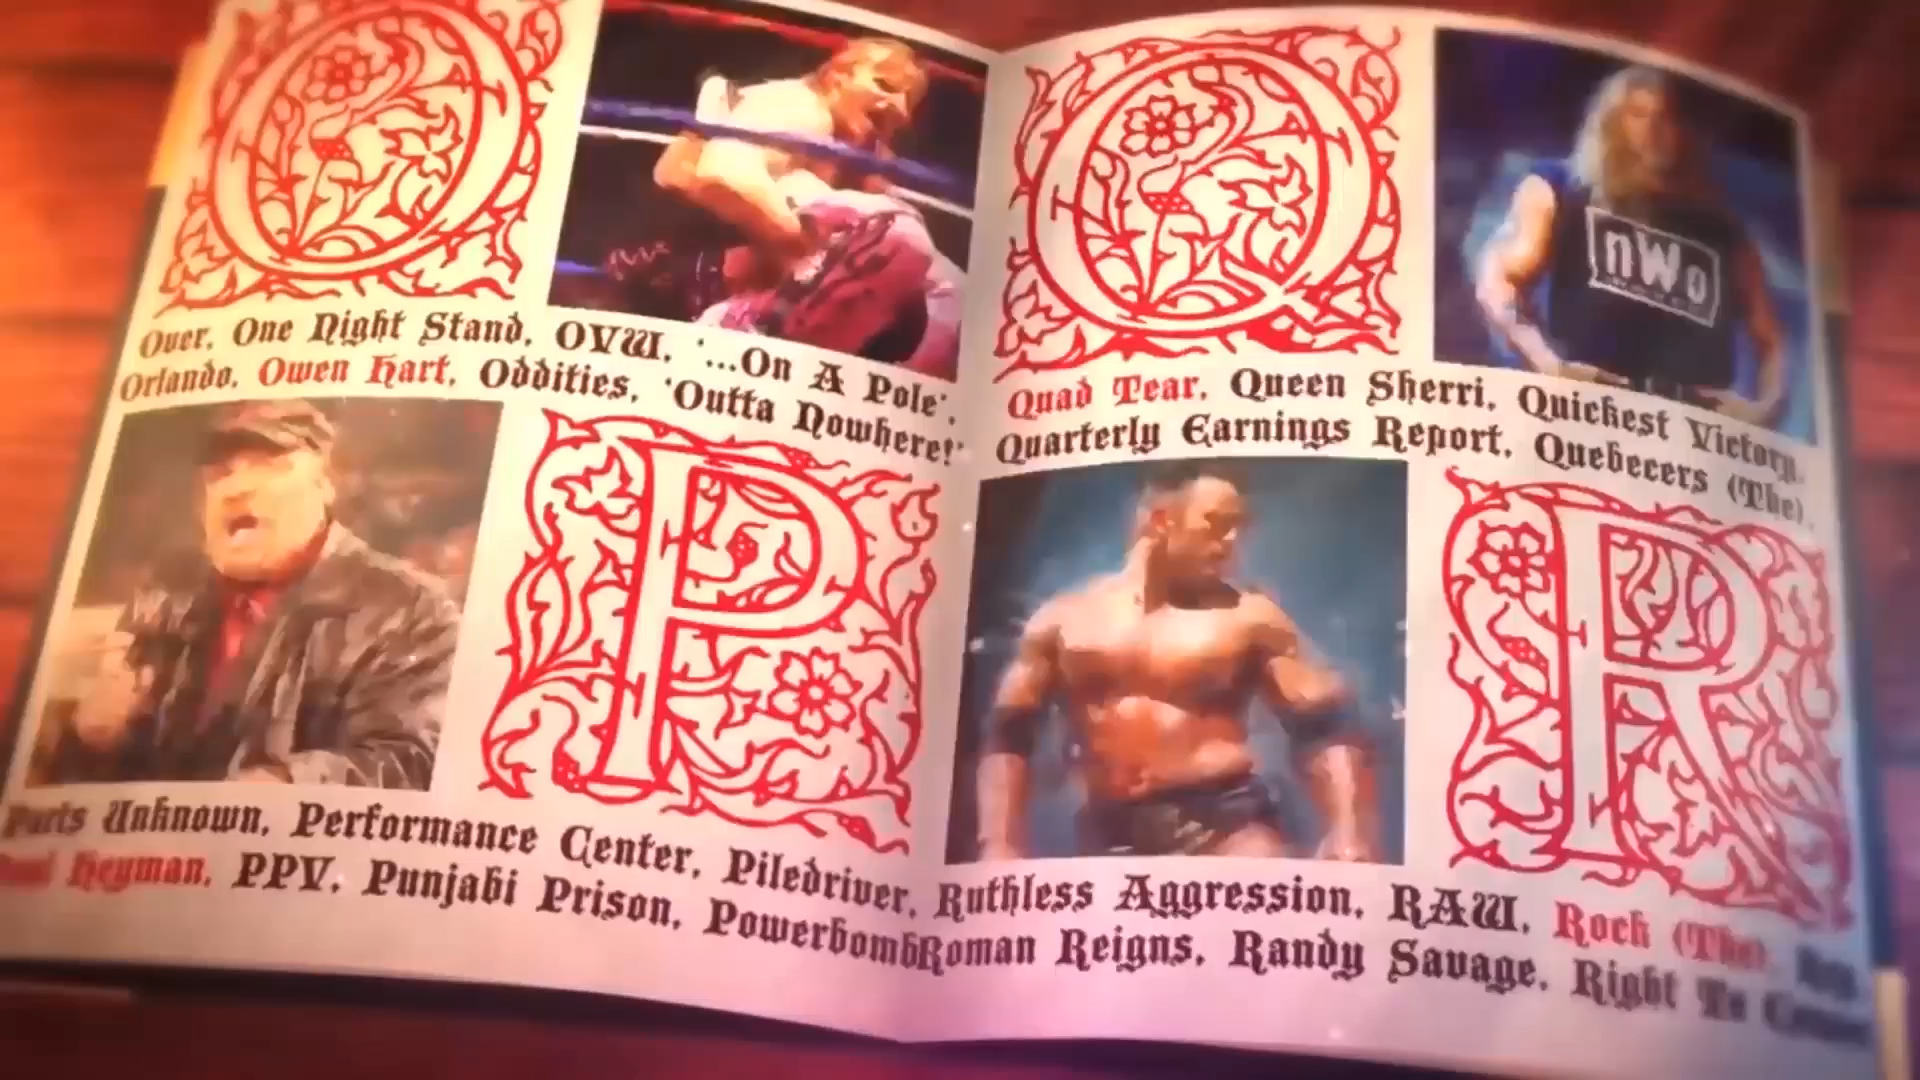 O
Over, One Night Stand, OVW, '...On A Pole',
Orlando, Owen Hart, Oddities, 'Outta Nowhere!'
P
Parts Unknown, Performance Center, Piledriver,
Heyman, PPV, Punjabi Prison, Powerbomb
Q
nWo
Quad Tear, Queen Sherri, Quickest Victory,
Quarterly Earnings Report, Quebecers (The),
R
Ruthless Aggression, RAW, Rock (The),
Roman Reigns, Randy Savage, Right To